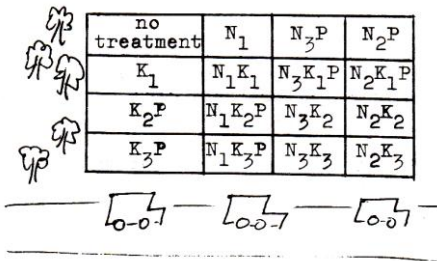 no treatment N₁ N₃P N₂P
K₁ N₁K₁ N₃K₁P N₂K₁P
K₂P N₁K₂P N₃K₂ N₂K₂
K₃P N₁K₃P N₃K₃ N₂K₃